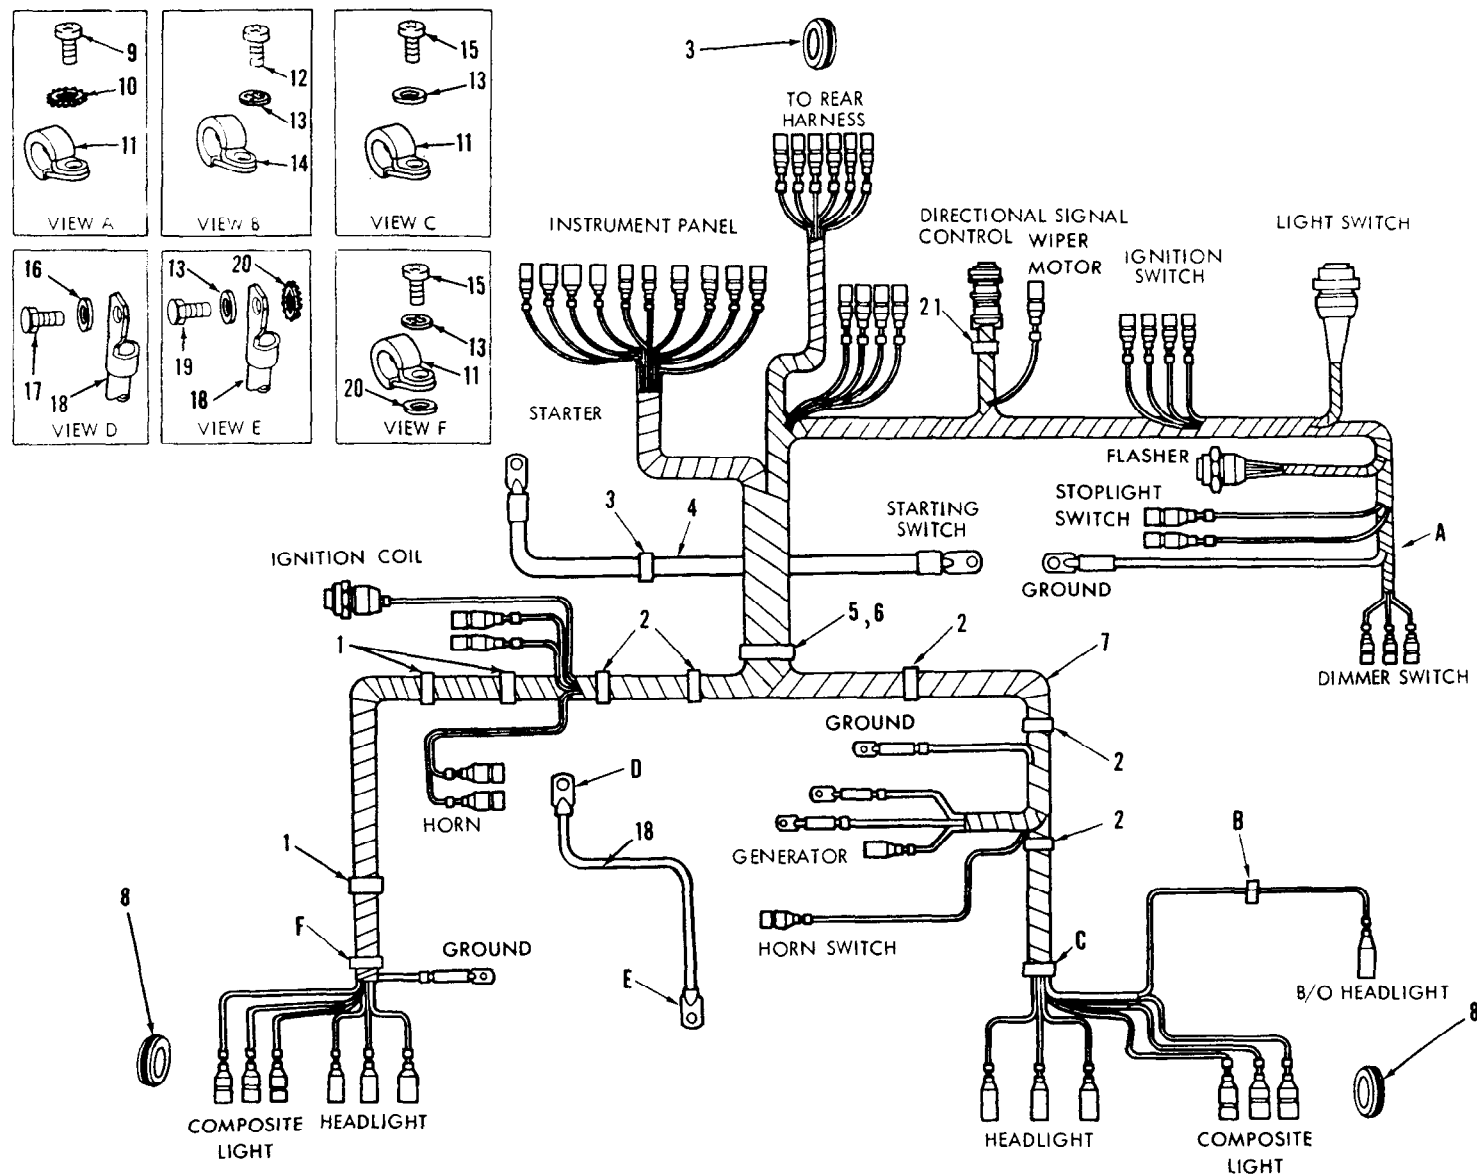 9
10
11
VIEW A
12
13
14
VIEW B
15
13
11
VIEW C
16
17
18
VIEW D
13
20
19
18
VIEW E
15
13
11
20
VIEW F
3
TO REAR
HARNESS
INSTRUMENT PANEL
DIRECTIONAL SIGNAL
CONTROL
WIPER
MOTOR
IGNITION
SWITCH
LIGHT SWITCH
21
STARTER
FLASHER
STOPLIGHT
SWITCH
A
3
4
STARTING
SWITCH
GROUND
IGNITION COIL
1
2
5,6
2
7
DIMMER SWITCH
GROUND
2
D
HORN
18
GENERATOR
2
B
1
8
F
GROUND
E
HORN SWITCH
C
B/O HEADLIGHT
8
COMPOSITE
LIGHT
HEADLIGHT
HEADLIGHT
COMPOSITE
LIGHT